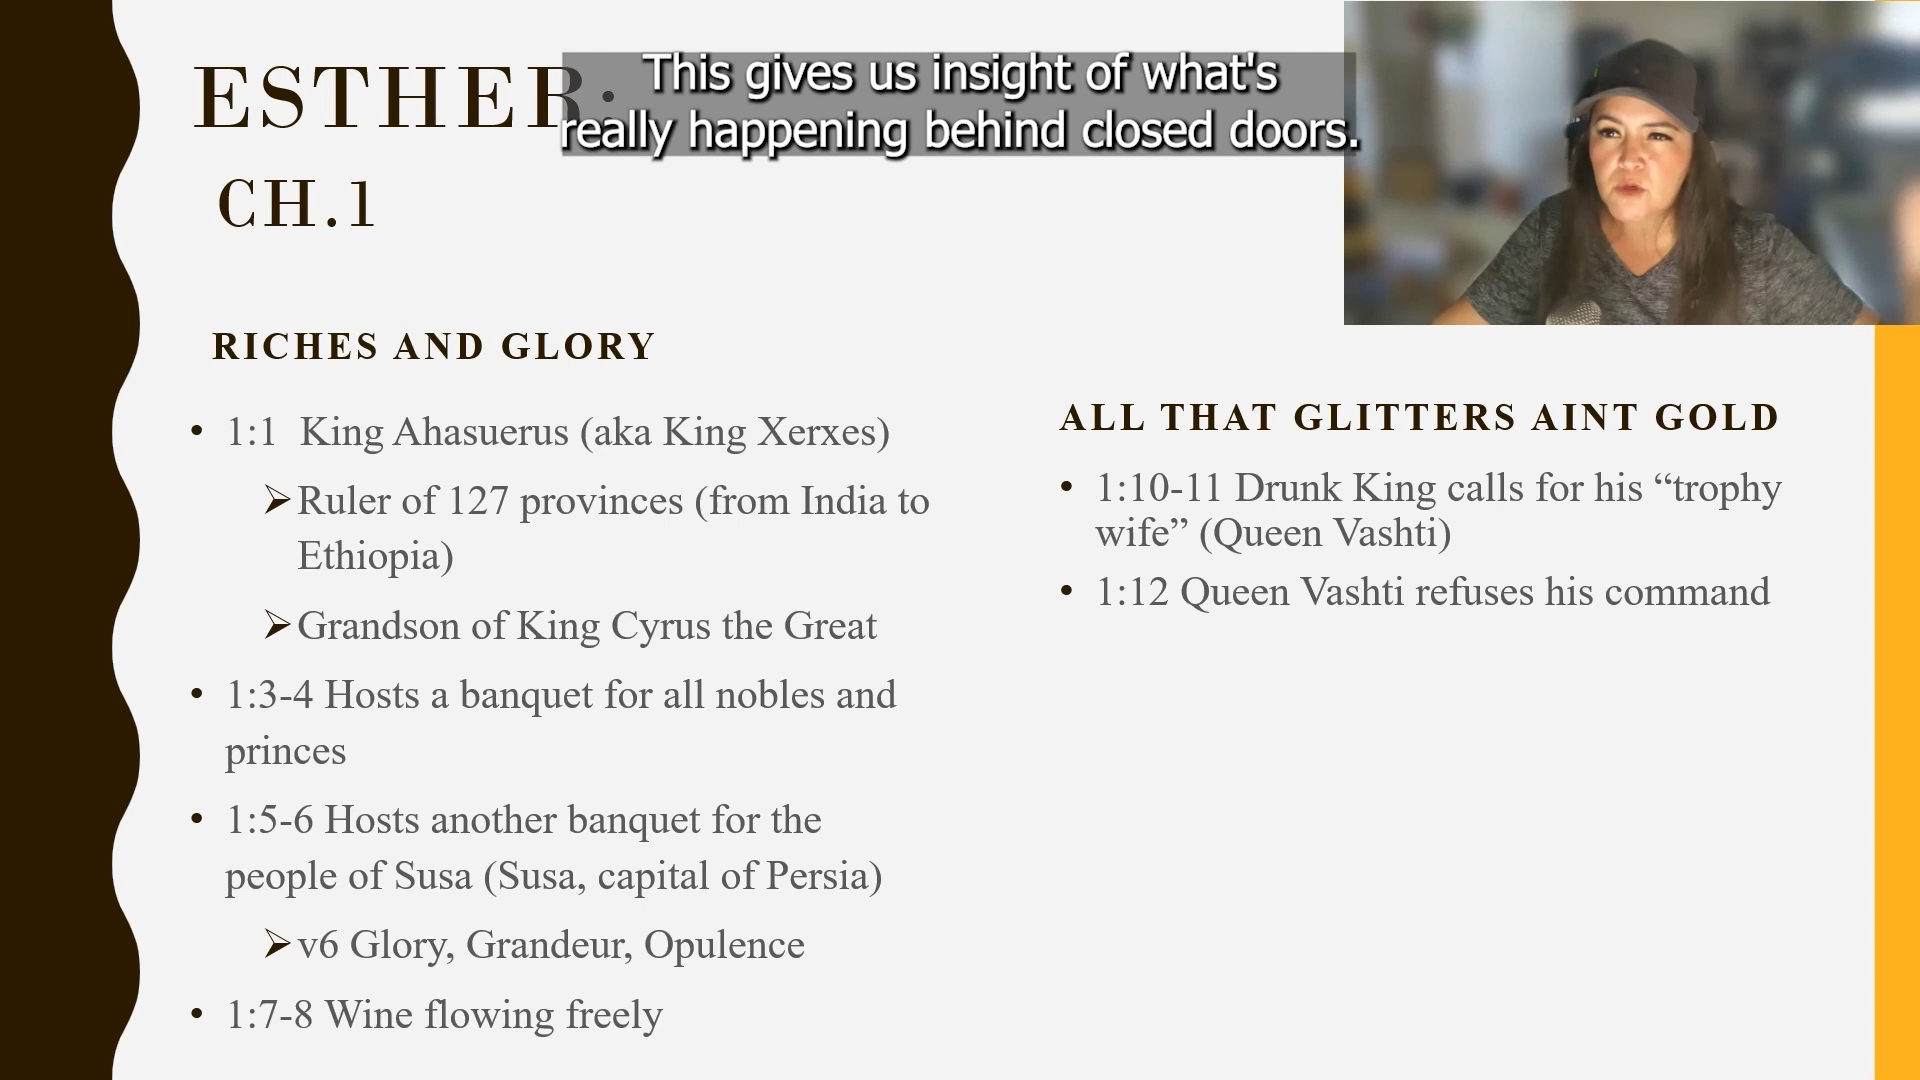 ESTHER:
This gives us insight of what's
really happening behind closed doors.
CH.1
RICHES AND GLORY
• 1:1 King Ahasuerus (aka King Xerxes)
➢Ruler of 127 provinces (from India to
Ethiopia)
➢Grandson of King Cyrus the Great
• 1:3-4 Hosts a banquet for all nobles and
princes
• 1:5-6 Hosts another banquet for the
people of Susa (Susa, capital of Persia)
➢v6 Glory, Grandeur, Opulence
• 1:7-8 Wine flowing freely
ALL THAT GLITTERS AINT GOLD
• 1:10-11 Drunk King calls for his “trophy
wife” (Queen Vashti)
• 1:12 Queen Vashti refuses his command